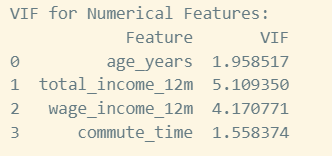 VIF for Numerical Features:
Feature VIF
0 age_years 1.958517
1 total_income_12m 5.109350
2 wage_income_12m 4.170771
3 commute_time 1.558374